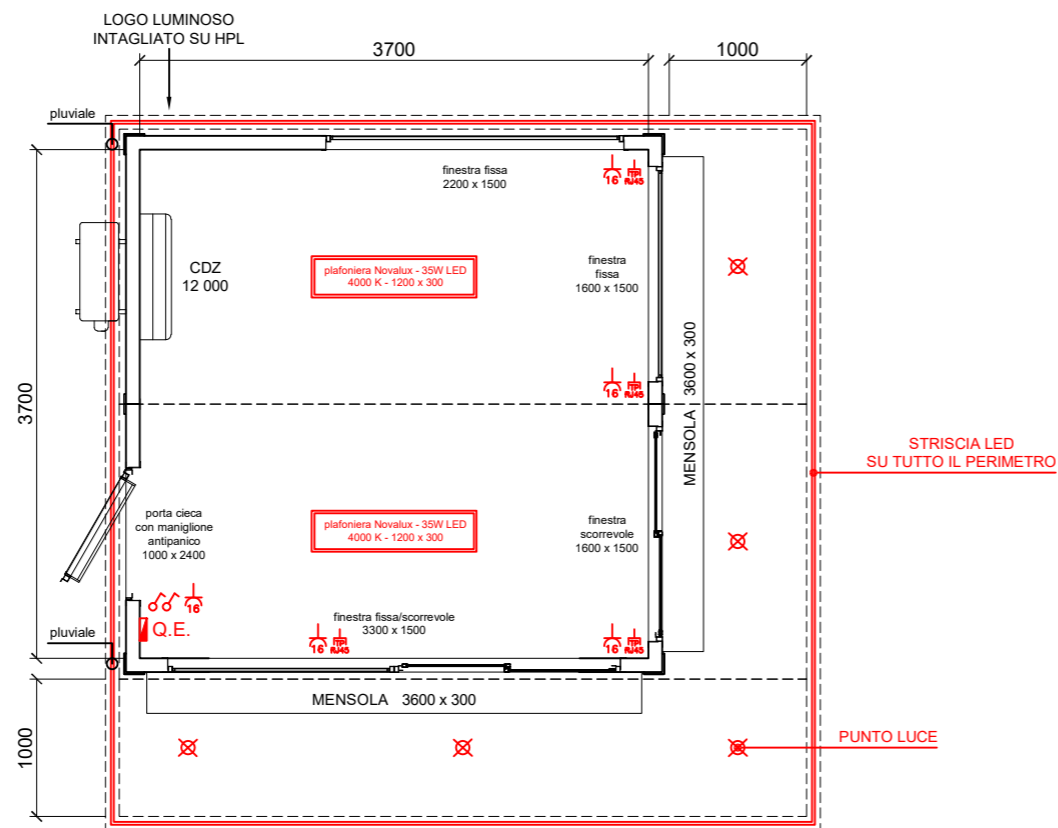 LOGO LUMINOSO
INTAGLIATO SU HPL
3700
1000
pluviale
finestra fissa
2200 x 1500
16
RJ45
CDZ
12 000
plafoniera Novalux - 35W LED
4000 K - 1200 x 300
finestra
fissa
1600 x 1500
MENSOLA 3600 x 300
16
RJ45
3700
STRISCIA LED
SU TUTTO IL PERIMETRO
porta cieca
con maniglione
antipanico
1000 x 2400
plafoniera Novalux - 35W LED
4000 K - 1200 x 300
finestra
scorrevole
1600 x 1500
16
Q.E.
finestra fissa/scorrevole
3300 x 1500
16
RJ45
16
RJ45
pluviale
MENSOLA 3600 x 300
1000
PUNTO LUCE